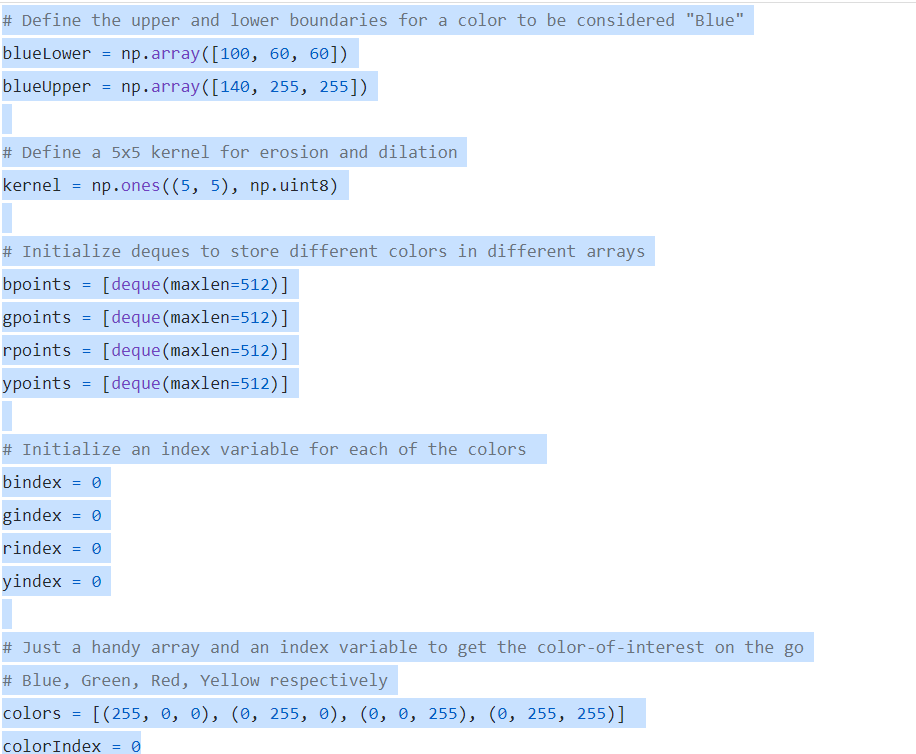 # Define the upper and lower boundaries for a color to be considered "Blue"
blueLower = np.array([100, 60, 60])
blueUpper = np.array([140, 255, 255])
# Define a 5x5 kernel for erosion and dilation
kernel = np.ones((5, 5), np.uint8)
# Initialize deques to store different colors in different arrays
bpoints = [deque(maxlen=512)]
gpoints = [deque(maxlen=512)]
rpoints = [deque(maxlen=512)]
ypoints = [deque(maxlen=512)]
# Initialize an index variable for each of the colors
bindex = 0
gindex = 0
rindex = 0
yindex = 0
# Just a handy array and an index variable to get the color-of-interest on the go
# Blue, Green, Red, Yellow respectively
colors = [(255, 0, 0), (0, 255, 0), (0, 0, 255), (0, 255, 255)]
colorIndex = 0